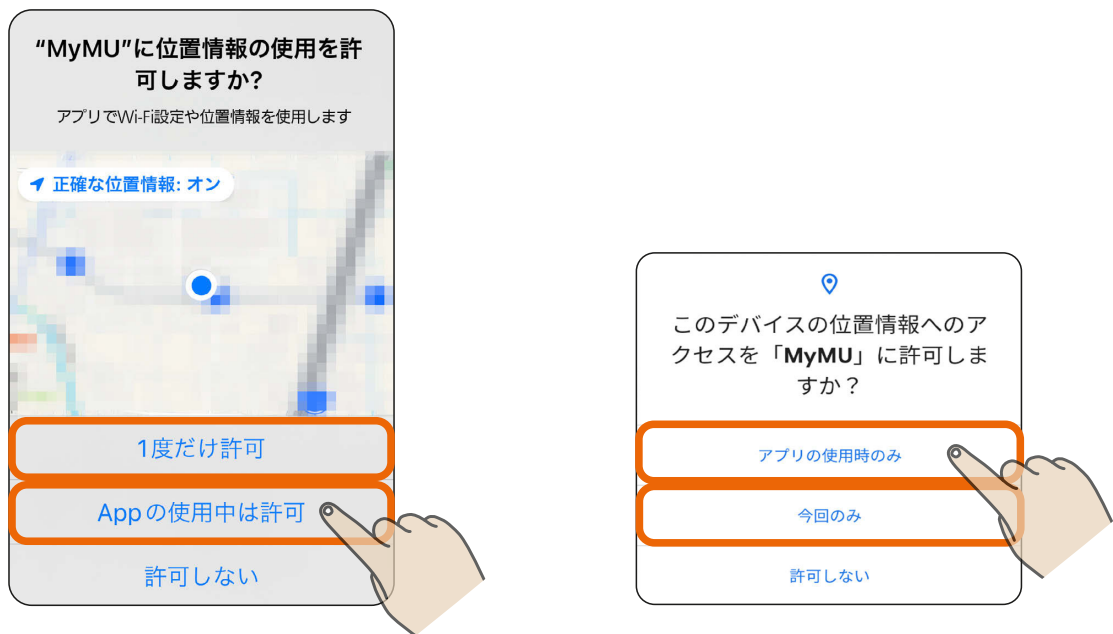 “MyMU”に位置情報の使用を許
可しますか?
アプリでWi-Fi設定や位置情報を使用します
正確な位置情報: オン
1度だけ許可
Appの使用中は許可
許可しない
このデバイスの位置情報へのア
クセスを「MyMU」に許可しま
すか？
アプリの使用時のみ
今回のみ
許可しない